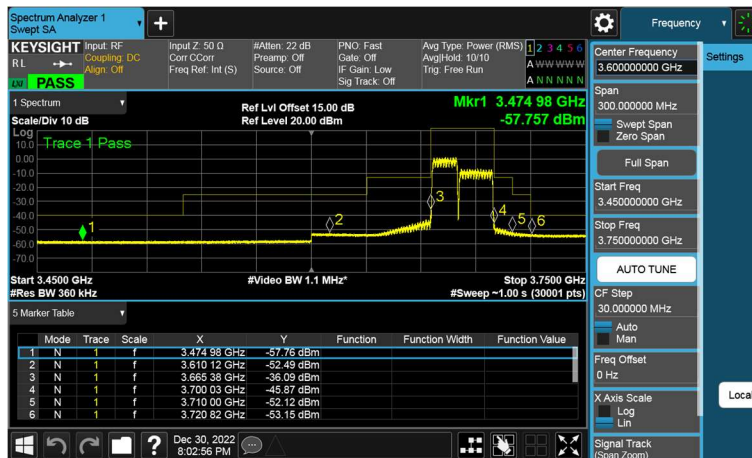 Spectrum Analyzer 1
Swept SA
Frequency
KEYSIGHT
RL
PASS
Input: RF
Coupling: DC
Align: Off
Input Z: 50 Ω
Corr CCorr
Freq Ref: Int (S)
#Atten: 22 dB
Preamp: Off
Source: Off
PNO: Fast
Gate: Off
IF Gain: Low
Sig Track: Off
Avg Type: Power (RMS)
Avg|Hold: 10/10
Trig: Free Run
1 2 3 4 5 6
A W W W W W
A N N N N N
1 Spectrum
Scale/Div 10 dB
Ref Lvl Offset 15.00 dB
Ref Level 20.00 dBm
Mkr1 3.474 98 GHz
-57.757 dBm
Log
Trace 1 Pass
10.0
0.00
-10.0
-20.0
-30.0
-40.0
-50.0
-60.0
-70.0
1
2
3
4
5
6
Start 3.4500 GHz
#Res BW 360 kHz
#Video BW 1.1 MHz*
Stop 3.7500 GHz
#Sweep ~1.00 s (30001 pts)
5 Marker Table
Mode Trace Scale X Y Function Function Width Function Value
1 N 1 f 3.474 98 GHz -57.76 dBm
2 N 1 f 3.610 12 GHz -52.49 dBm
3 N 1 f 3.665 38 GHz -36.09 dBm
4 N 1 f 3.700 03 GHz -45.87 dBm
5 N 1 f 3.710 00 GHz -52.12 dBm
6 N 1 f 3.720 82 GHz -53.15 dBm
?
Dec 30, 2022
8:02:56 PM
Center Frequency
3.600000000 GHz
Settings
Span
300.000000 MHz
Swept Span
Zero Span
Full Span
Start Freq
3.450000000 GHz
Stop Freq
3.750000000 GHz
AUTO TUNE
CF Step
30.000000 MHz
Auto
Man
Freq Offset
0 Hz
X Axis Scale
Log
Lin
Local
Signal Track
(Span Zoom)